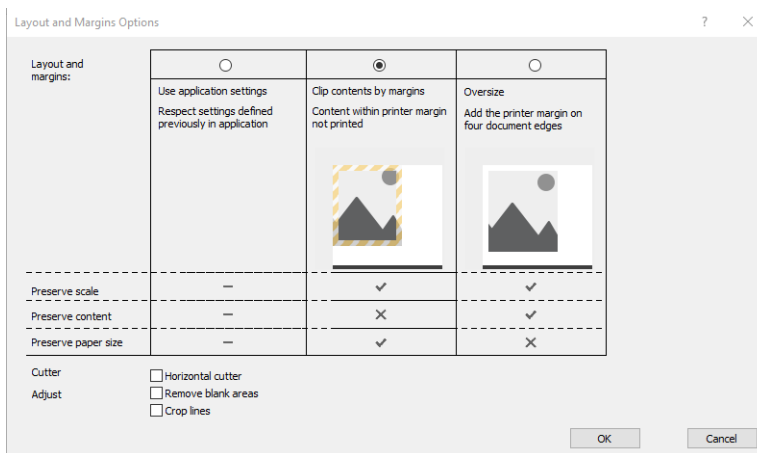 Layout and Margins Options
? ×
Layout and
margins:
Use application settings
Respect settings defined
previously in application
Clip contents by margins
Content within printer margin
not printed
Oversize
Add the printer margin on
four document edges
Preserve scale – ✓ ✓
Preserve content – × ✓
Preserve paper size – ✓ ×
Cutter
Horizontal cutter
Adjust
Remove blank areas
Crop lines
OK
Cancel